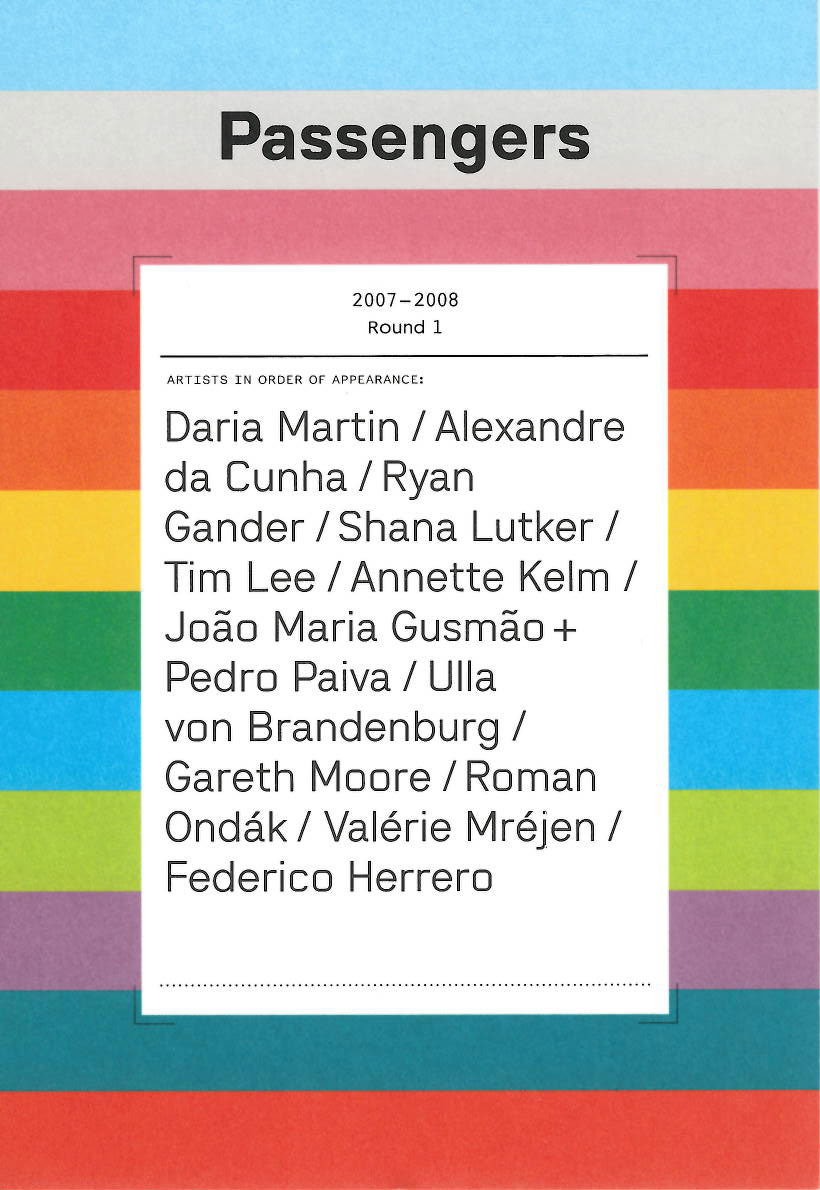 Passengers
2007–2008
Round 1
ARTISTS IN ORDER OF APPEARANCE:
Daria Martin / Alexandre
da Cunha / Ryan
Gander / Shana Lutker /
Tim Lee / Annette Kelm /
João Maria Gusmão +
Pedro Paiva / Ulla
von Brandenburg /
Gareth Moore / Roman
Ondák / Valérie Mréjen /
Federico Herrero